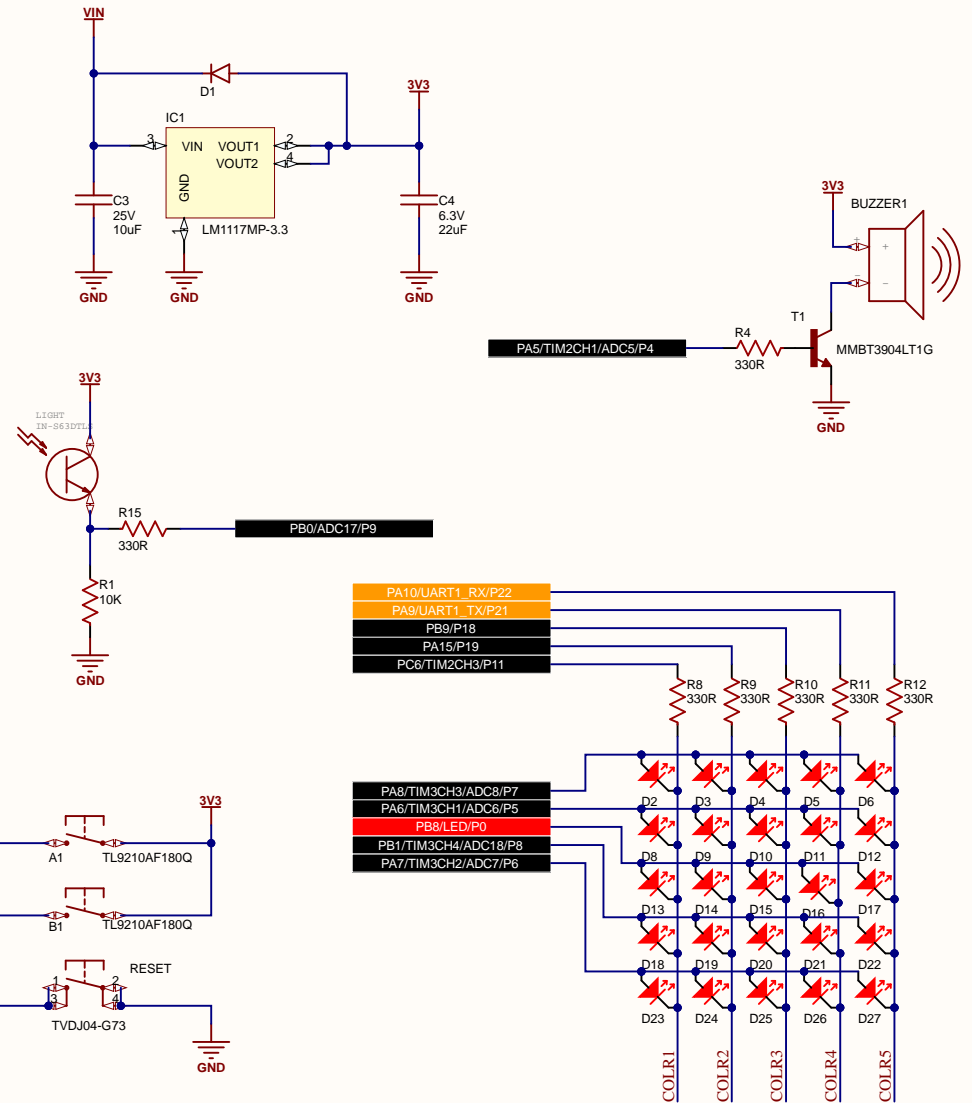 VIN
D1
3V3
IC1
3
VIN
VOUT1
2
VOUT2
4
GND
1
LM1117MP-3.3
C3
25V
10uF
C4
6.3V
22uF
GND
GND
GND
3V3
BUZZER1
+
+
-
-
T1
MMBT3904LT1G
R4
330R
PA5/TIM2CH1/ADC5/P4
GND
3V3
LIGHT
IN-S63DTLS
R15
330R
PB0/ADC17/P9
R1
10K
GND
PA10/UART1_RX/P22
PA9/UART1_TX/P21
PB9/P18
PA15/P19
PC6/TIM2CH3/P11
R8
330R
R9
330R
R10
330R
R11
330R
R12
330R
PA8/TIM3CH3/ADC8/P7
PA6/TIM3CH1/ADC6/P5
PB8/LED/P0
PB1/TIM3CH4/ADC18/P8
PA7/TIM3CH2/ADC7/P6
D2 D3 D4 D5 D6
D8 D9 D10 D11 D12
D13 D14 D15 D16 D17
D18 D19 D20 D21 D22
D23 D24 D25 D26 D27
COLR1
COLR2
COLR3
COLR4
COLR5
3V3
A1
TL9210AF180Q
B1
TL9210AF180Q
RESET
1
2
3
4
TVDJ04-G73
GND